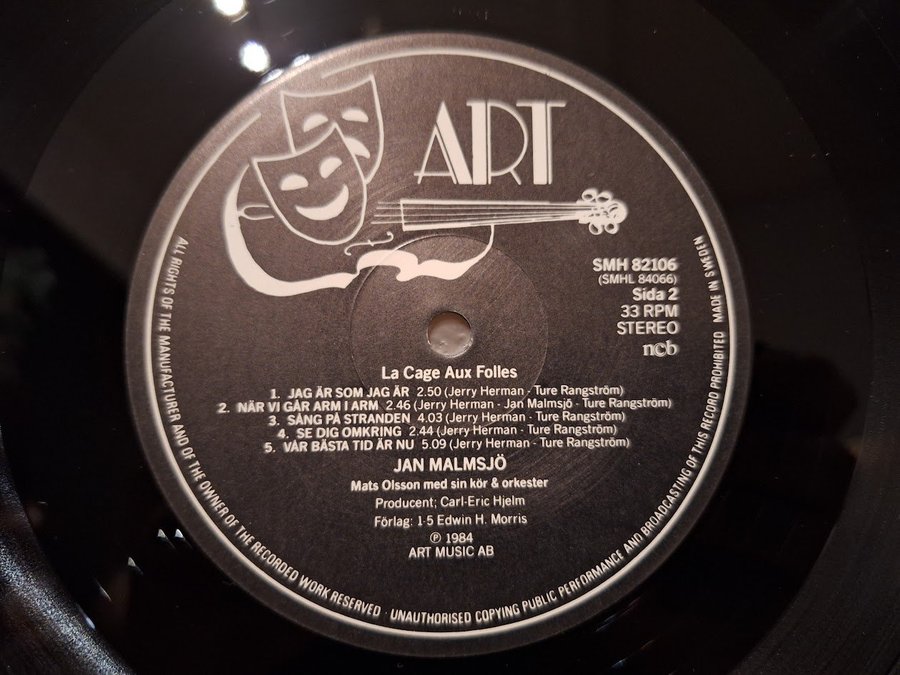 ART
SMH 82106
(SMHL 84066)
Sida 2
33 RPM
STEREO
ncb
La Cage Aux Folles
1. JAG ÄR SOM JAG ÄR 2.50 (Jerry Herman - Ture Rangström)
2. NÄR VI GÅR ARM I ARM 2.46 (Jerry Herman - Jan Malmsjö - Ture Rangström)
3. SÅNG PÅ STRANDEN 4.03 (Jerry Herman - Ture Rangström)
4. SE DIG OMKRING 2.44 (Jerry Herman - Ture Rangström)
5. VÅR BÄSTA TID ÄR NU 5.09 (Jerry Herman - Ture Rangström)
JAN MALMSJÖ
Mats Olsson med sin kör & orkester
Producent; Carl-Eric Hjelm
Förlag: 1-5 Edwin H. Morris
℗ 1984
ART MUSIC AB
ALL RIGHTS OF THE MANUFACTURER AND OF THE OWNER OF THE RECORDED WORK RESERVED · UNAUTHORISED COPYING PUBLIC PERFORMANCE AND BROADCASTING OF THIS RECORD PROHIBITED MADE IN SWEDEN